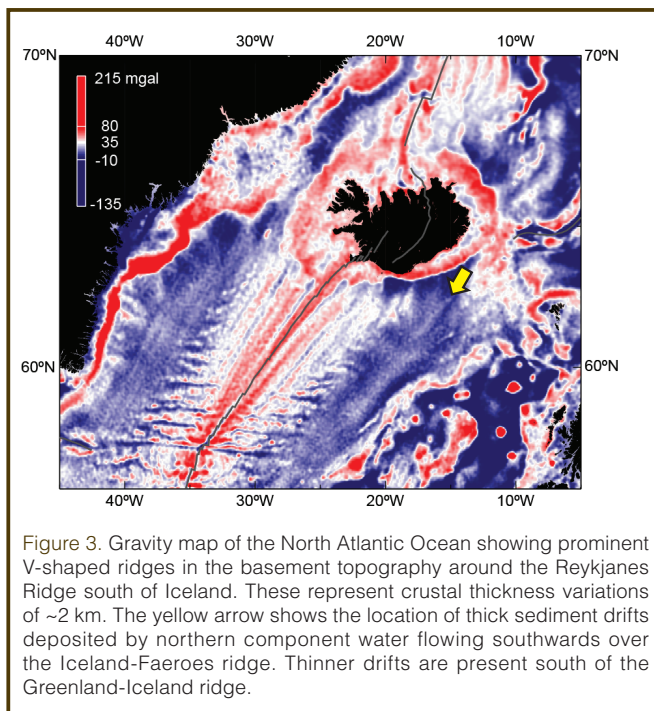 40°W 30°W 20°W 10°W
70°N 70°N
215 mgal
80
35
-10
-135
60°N 60°N
40°W 30°W 20°W 10°W
Figure 3. Gravity map of the North Atlantic Ocean showing prominent
V-shaped ridges in the basement topography around the Reykjanes
Ridge south of Iceland. These represent crustal thickness variations
of ~2 km. The yellow arrow shows the location of thick sediment drifts
deposited by northern component water flowing southwards over
the Iceland-Faeroes ridge. Thinner drifts are present south of the
Greenland-Iceland ridge.